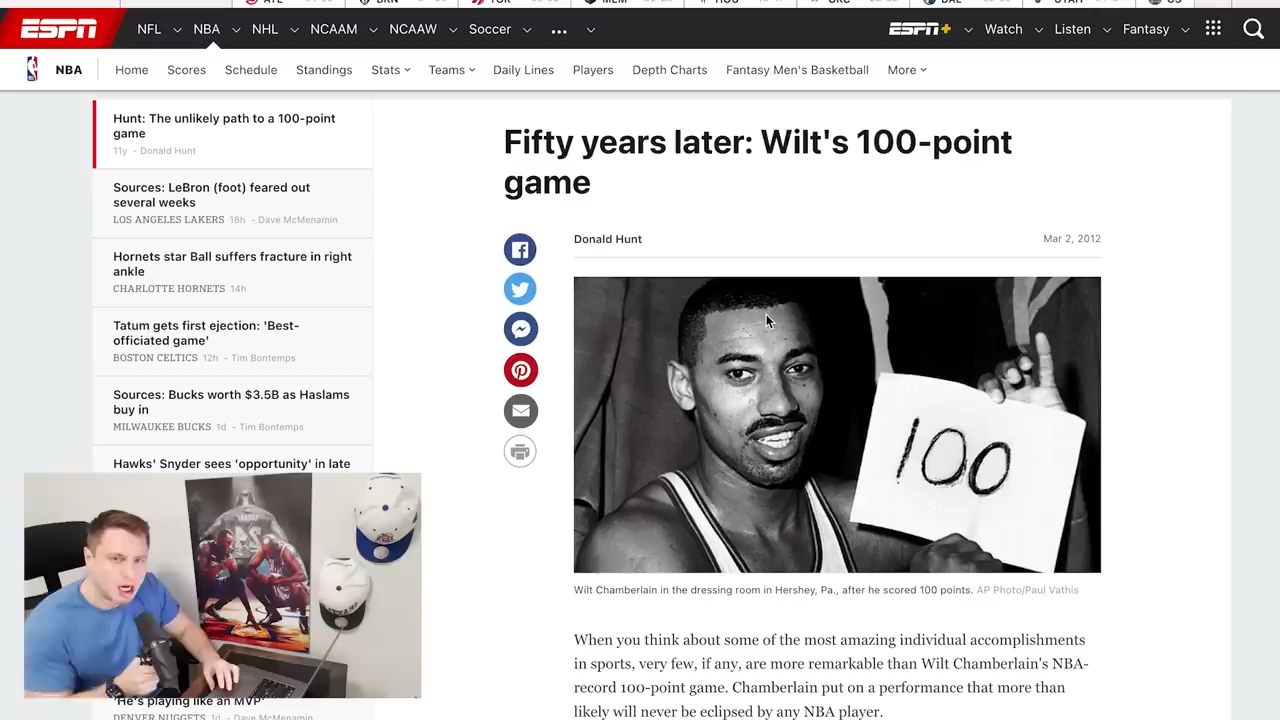 ESPN
NFL
NBA
NHL
NCAAM
NCAAW
Soccer
ESPN+
Watch
Listen
Fantasy
NBA
Home
Scores
Schedule
Standings
Stats
Teams
Daily Lines
Players
Depth Charts
Fantasy Men's Basketball
More
Hunt: The unlikely path to a 100-point
game
11y - Donald Hunt
Sources: LeBron (foot) feared out
several weeks
LOS ANGELES LAKERS 18h - Dave McMenamin
Hornets star Ball suffers fracture in right
ankle
CHARLOTTE HORNETS 14h
Tatum gets first ejection: 'Best-
officiated game'
BOSTON CELTICS 12h - Tim Bontemps
Sources: Bucks worth $3.5B as Haslams
buy in
MILWAUKEE BUCKS 1d - Tim Bontemps
Hawks' Snyder sees 'opportunity' in late
'He's playing like an MVP'
DENVER NUGGETS 1d - Dave McMenamin
Fifty years later: Wilt's 100-point
game
Donald Hunt
Mar 2, 2012
100
Wilt Chamberlain in the dressing room in Hershey, Pa., after he scored 100 points. AP Photo/Paul Vathis
When you think about some of the most amazing individual accomplishments
in sports, very few, if any, are more remarkable than Wilt Chamberlain's NBA-
record 100-point game. Chamberlain put on a performance that more than
likely will never be eclipsed by any NBA player.